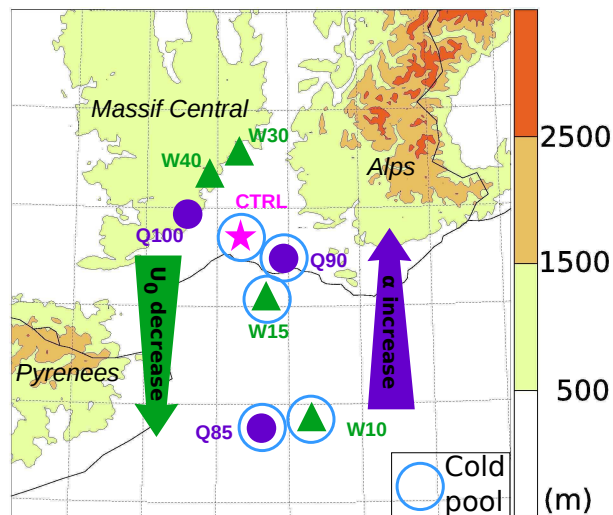 Massif Central
W30
W40
Alps
2500
CTRL
Q100
Q90
1500
U0 decrease
α increase
W15
Pyrenees
500
Q85
W10
Cold
pool
(m)